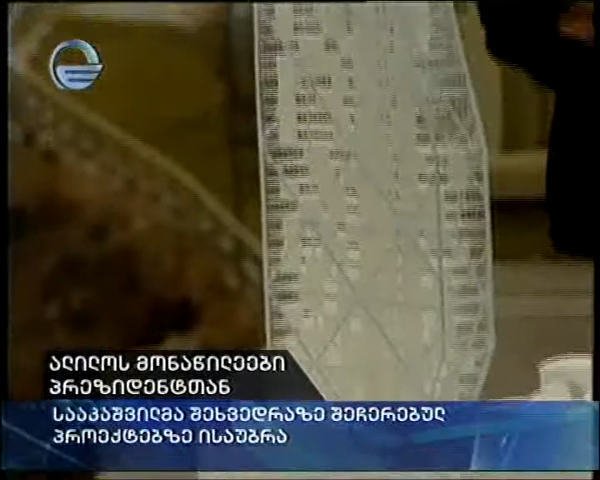 ალილოს მონაწილეები
პრეზიდენტთან
სააკაშვილმა შეხვედრაზე შეჩერებულ
პროექტებზე ისაუბრა